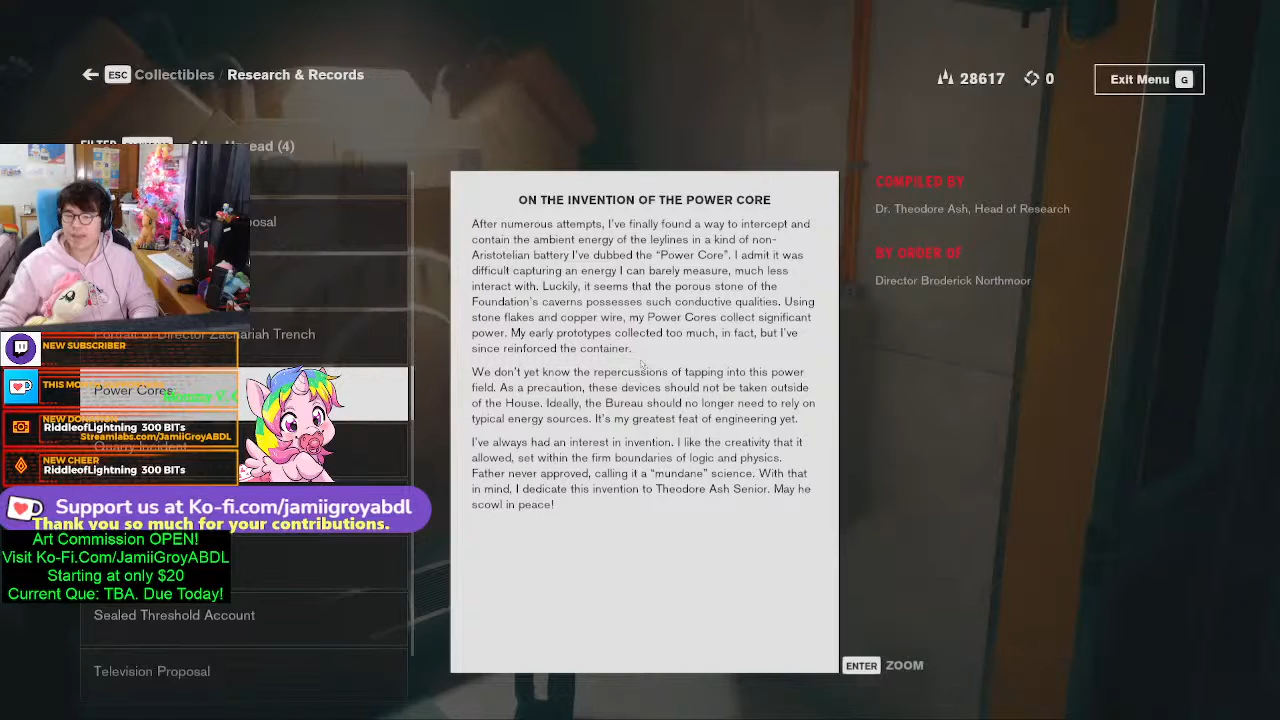 ESC Collectibles / Research & Records
28617
0
Exit Menu G
FILTER
All
Unread (4)
Portrait of Director Zachariah Trench
Power Cores
Quarry Incident
Sealed Threshold Account
Television Proposal
ON THE INVENTION OF THE POWER CORE
After numerous attempts, I've finally found a way to intercept and
contain the ambient energy of the leylines in a kind of non-
Aristotelian battery I've dubbed the “Power Core”. I admit it was
difficult capturing an energy I can barely measure, much less
interact with. Luckily, it seems that the porous stone of the
Foundation's caverns possesses such conductive qualities. Using
stone flakes and copper wire, my Power Cores collect significant
power. My early prototypes collected too much, in fact, but I've
since reinforced the container.
We don't yet know the repercussions of tapping into this power
field. As a precaution, these devices should not be taken outside
of the House. Ideally, the Bureau should no longer need to rely on
typical energy sources. It's my greatest feat of engineering yet.
I've always had an interest in invention. I like the creativity that it
allowed, set within the firm boundaries of logic and physics.
Father never approved, calling it a “mundane” science. With that
in mind, I dedicate this invention to Theodore Ash Senior. May he
scowl in peace!
COMPILED BY
Dr. Theodore Ash, Head of Research
BY ORDER OF
Director Broderick Northmoor
ENTER ZOOM
NEW SUBSCRIBER
THIS MO
NEW DONATION
RiddleofLightning 300 BITs
Streamlabs.com/JamiiGroyABDL
NEW CHEER
RiddleofLightning 300 BITs
Support us at Ko-fi.com/jamiigroyabdl
Thank you so much for your contributions.
Art Commission OPEN!
Visit Ko-Fi.Com/JamiiGroyABDL
Starting at only $20
Current Que: TBA. Due Today!